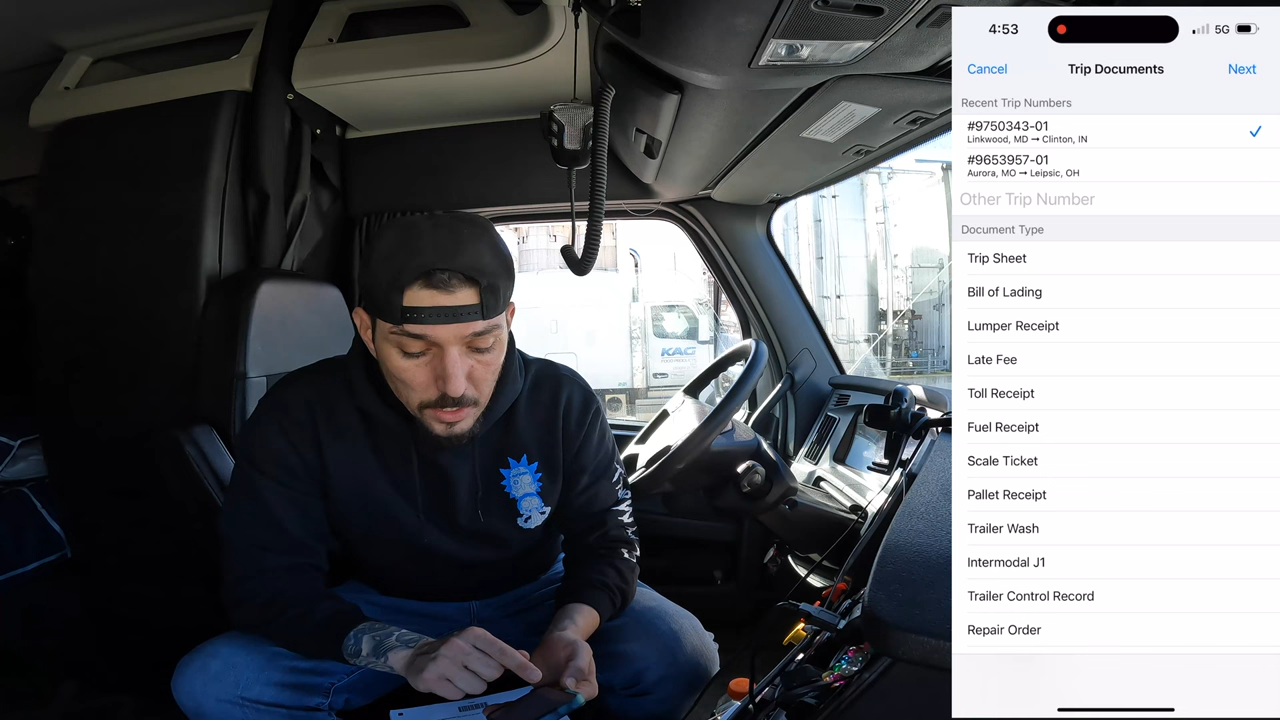 4:53
5G
Cancel
Trip Documents
Next
Recent Trip Numbers
#9750343-01
Linkwood, MD → Clinton, IN
#9653957-01
Aurora, MO → Leipsic, OH
Other Trip Number
Document Type
Trip Sheet
Bill of Lading
Lumper Receipt
Late Fee
Toll Receipt
Fuel Receipt
Scale Ticket
Pallet Receipt
Trailer Wash
Intermodal J1
Trailer Control Record
Repair Order
KAG